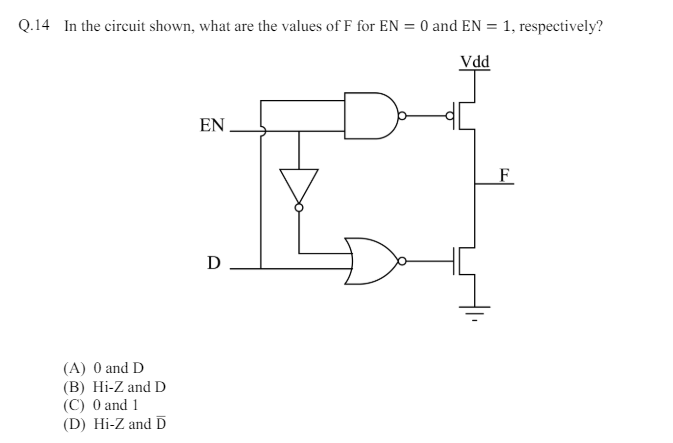 Q.14 In the circuit shown, what are the values of F for EN = 0 and EN = 1, respectively?
Vdd
EN
F
D
(A) 0 and D
(B) Hi-Z and D
(C) 0 and 1
(D) Hi-Z and D̅